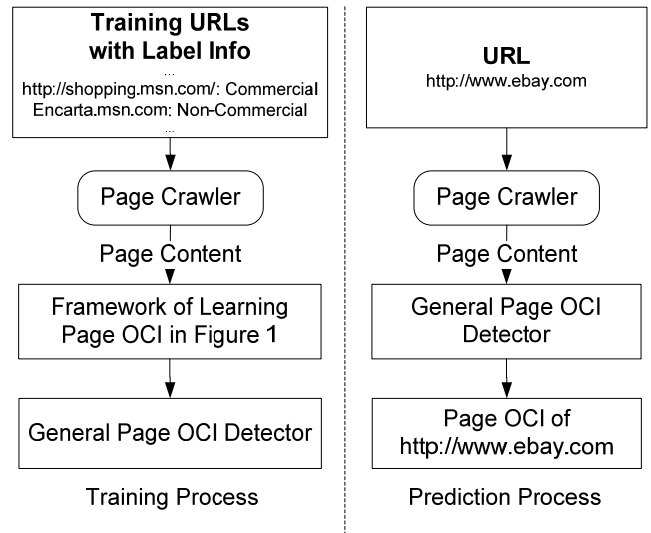 Training URLs
with Label Info
...
http://shopping.msn.com/: Commercial
Encarta.msn.com: Non-Commercial
...
Page Crawler
Page Content
Framework of Learning
Page OCI in Figure 1
General Page OCI Detector
Training Process
URL
http://www.ebay.com
Page Crawler
Page Content
General Page OCI
Detector
Page OCI of
http://www.ebay.com
Prediction Process